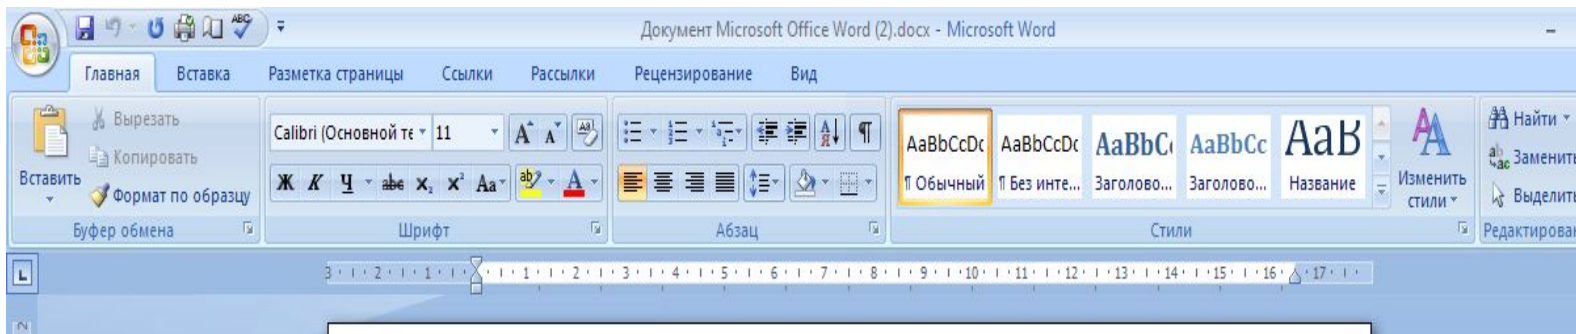 Документ Microsoft Office Word (2).docx - Microsoft Word
Главная Вставка Разметка страницы Ссылки Рассылки Рецензирование Вид
Вставить
Вырезать
Копировать
Формат по образцу
Буфер обмена
Calibri (Основной те 11
Ж К Ч abe x₂ x² Aa ab A
Шрифт
Абзац
AaBbCcDc AaBbCcDc AaBbC AaBbCc AaB
¶ Обычный ¶ Без инте... Заголово... Заголово... Название
Изменить
стили
Стили
Найти
Заменить
Выделить
Редактирован
3 2 1 1 2 3 4 5 6 7 8 9 10 11 12 13 14 15 16 17
L
2